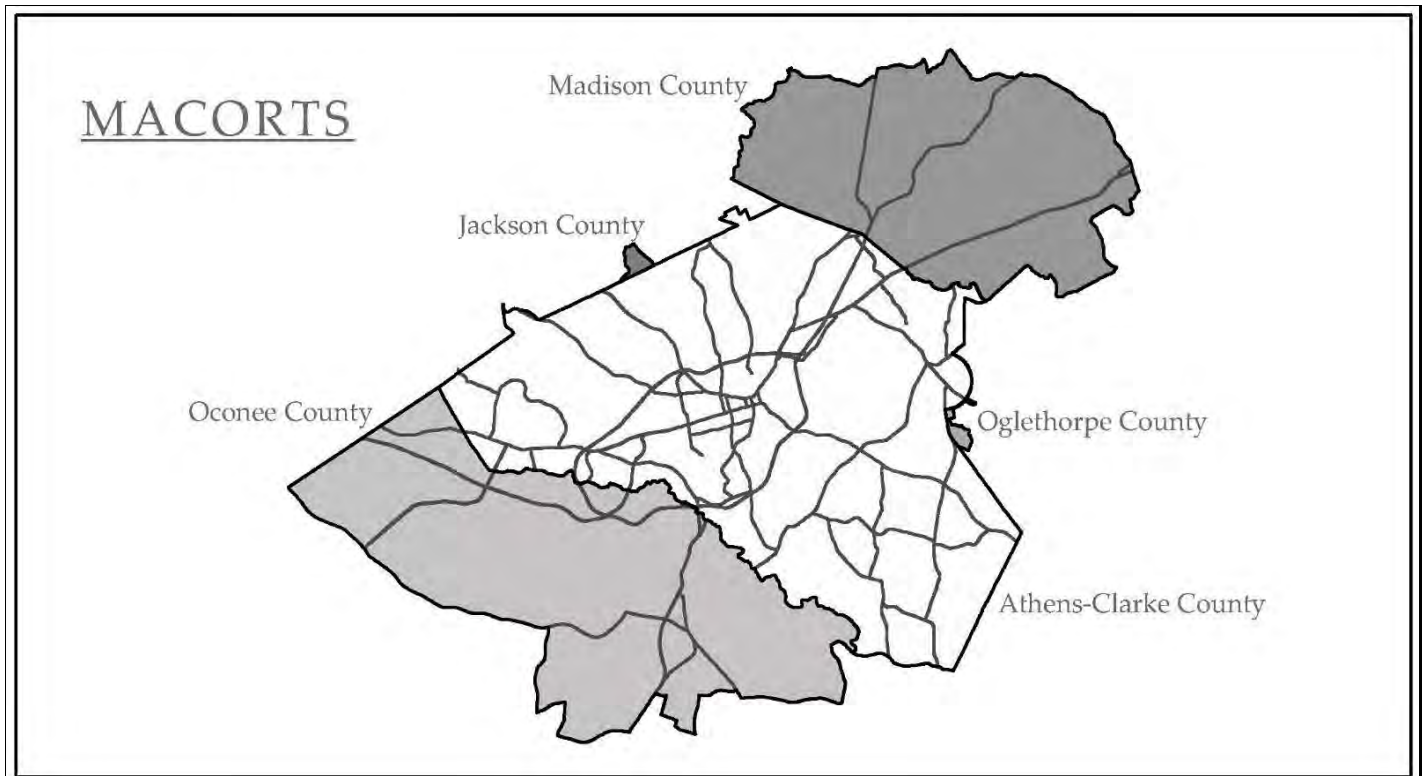 MACORTS
Madison County
Jackson County
Oconee County
Oglethorpe County
Athens-Clarke County